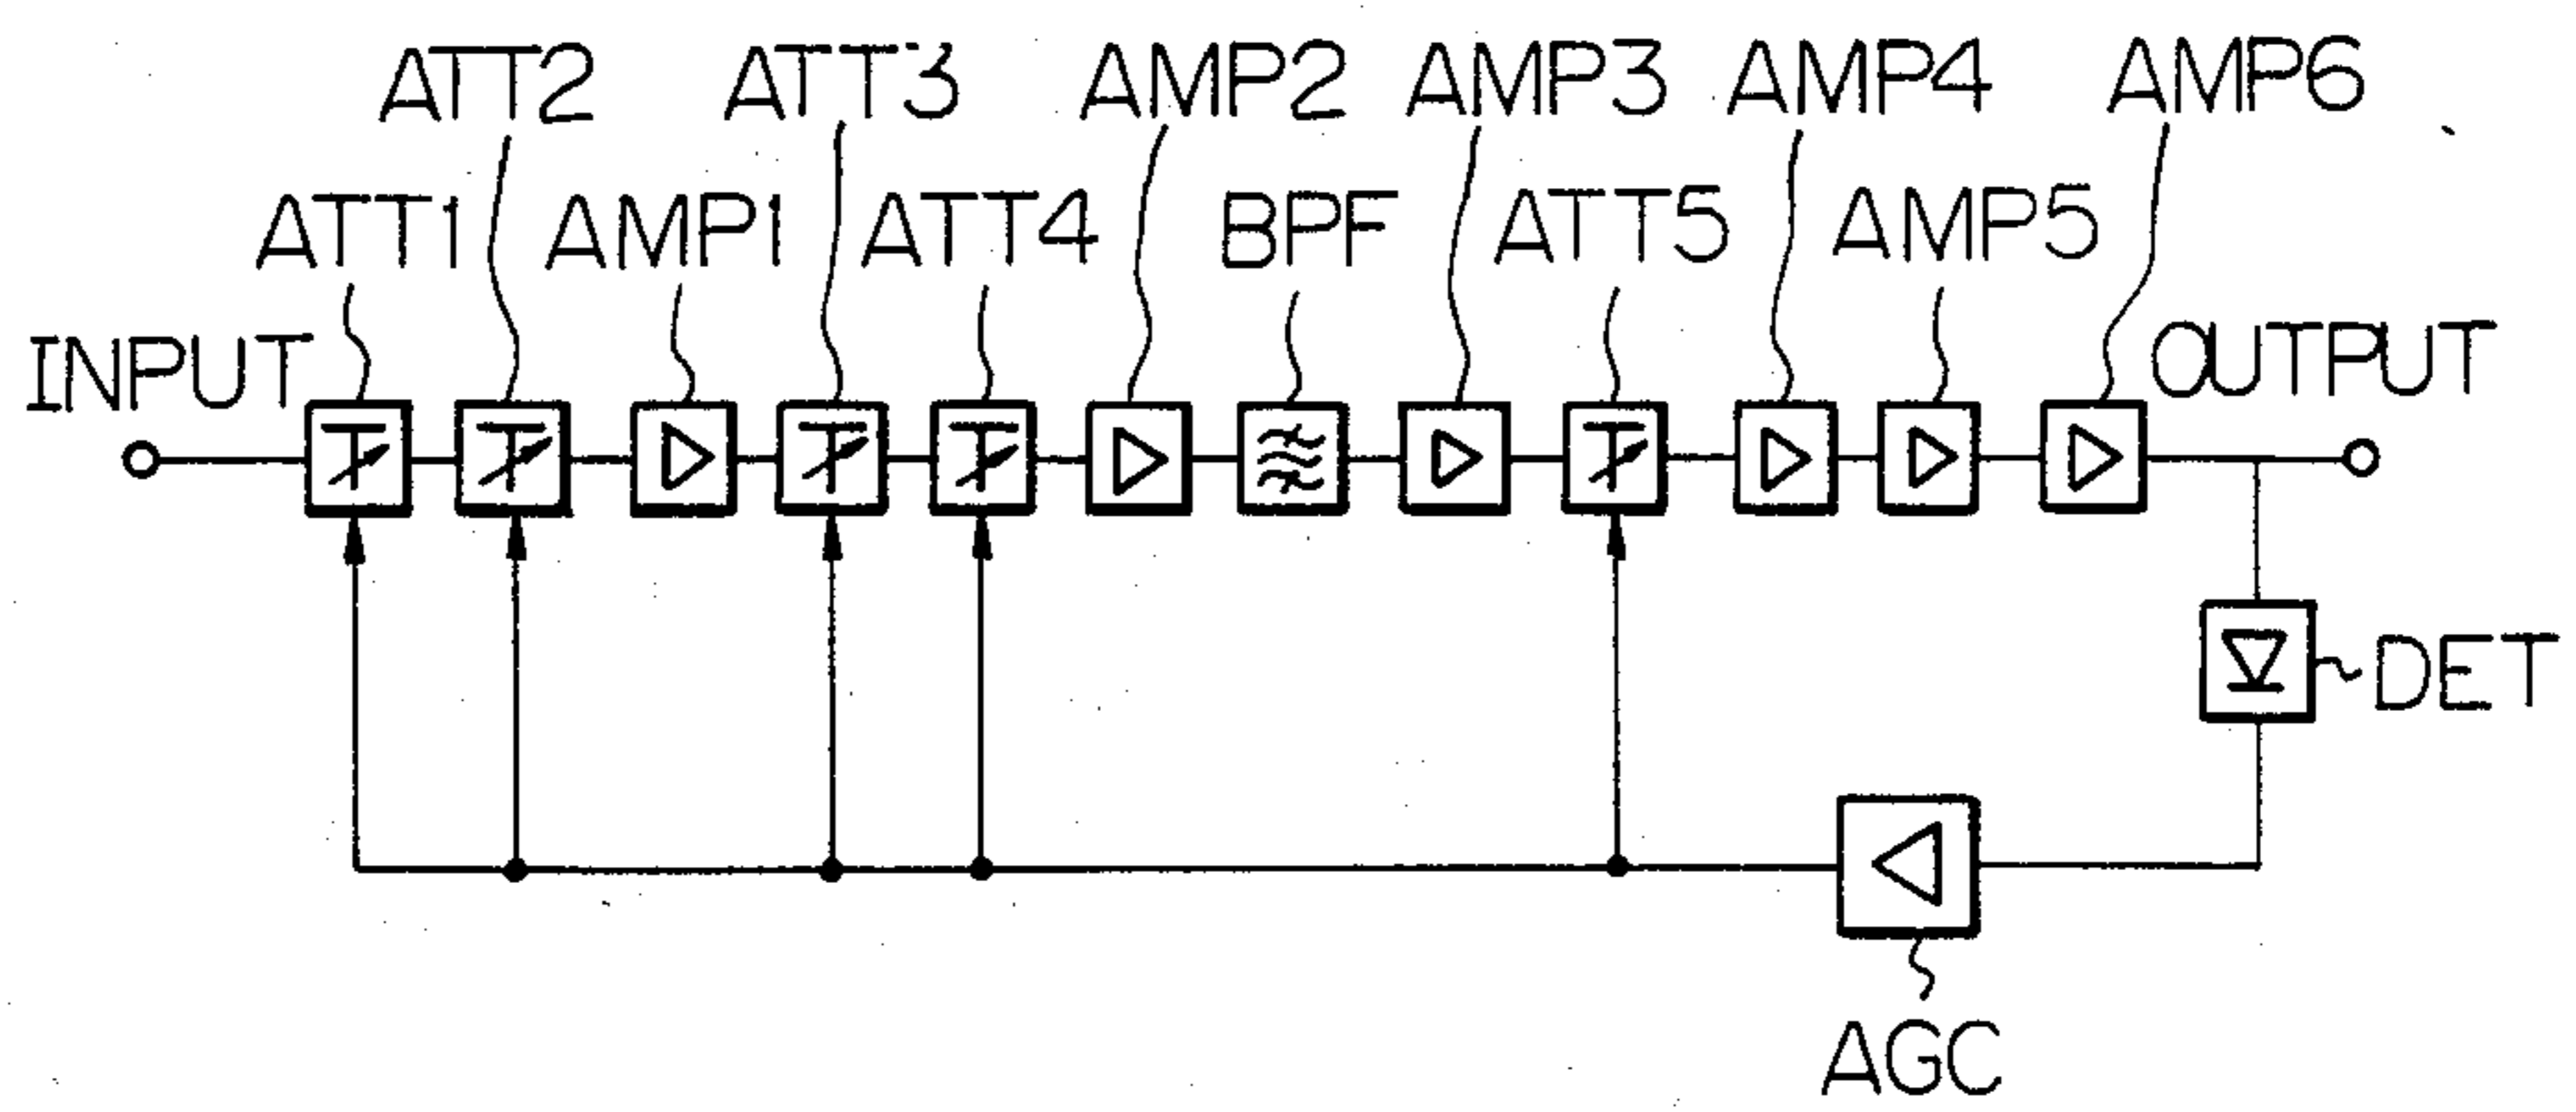 ATT2 ATT3 AMP2 AMP3 AMP4 AMP6
ATT1 AMP1 ATT4 BPF ATT5 AMP5
INPUT OUTPUT
DET
AGC